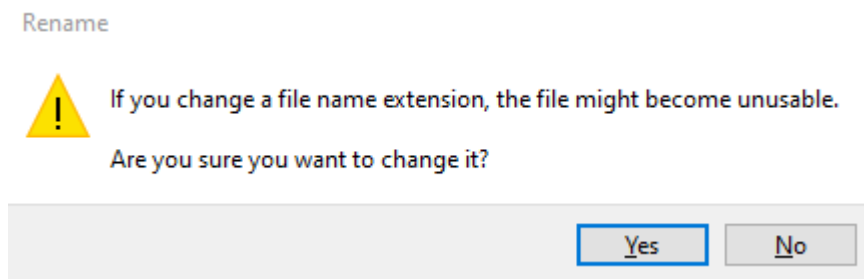 Rename
If you change a file name extension, the file might become unusable.
Are you sure you want to change it?
Yes
No